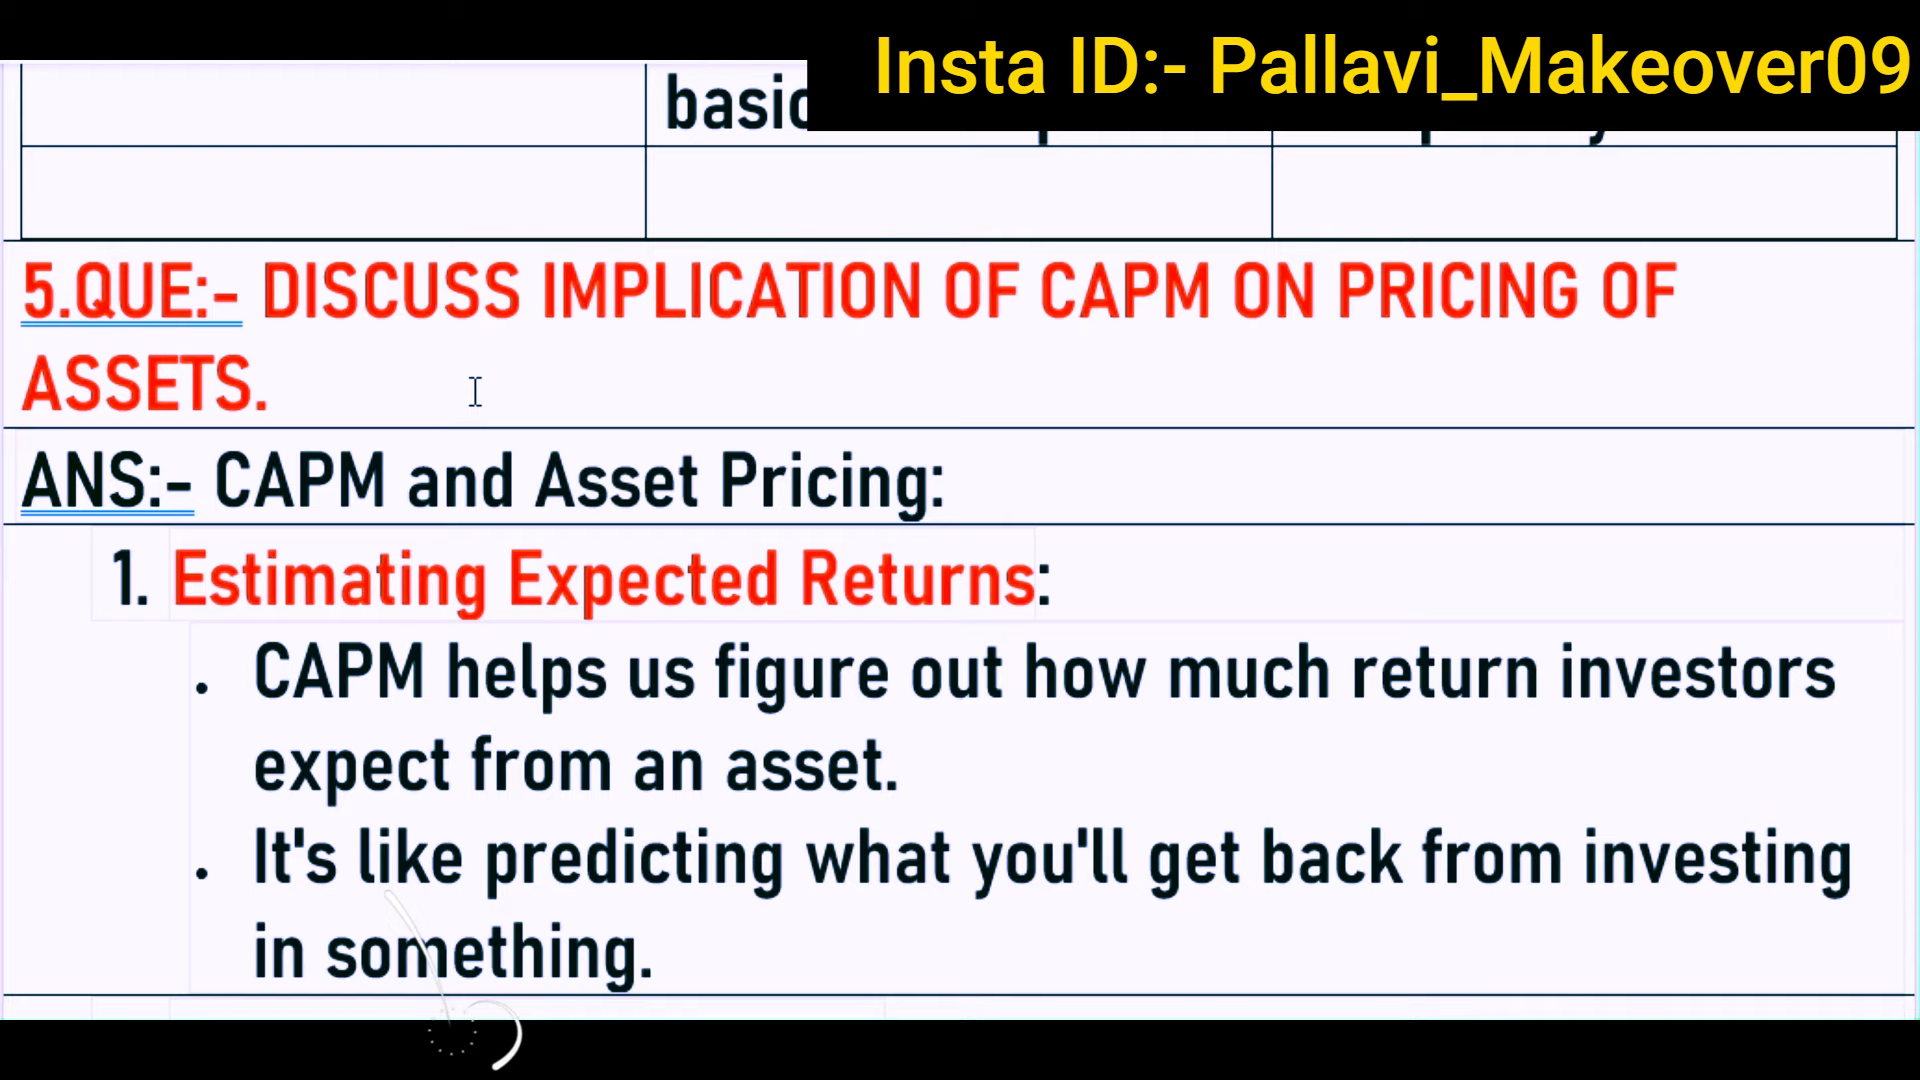 Insta ID:- Pallavi_Makeover09
5.QUE:- DISCUSS IMPLICATION OF CAPM ON PRICING OF
ASSETS.
ANS:- CAPM and Asset Pricing:
1. Estimating Expected Returns:
• CAPM helps us figure out how much return investors
expect from an asset.
• It's like predicting what you'll get back from investing
in something.